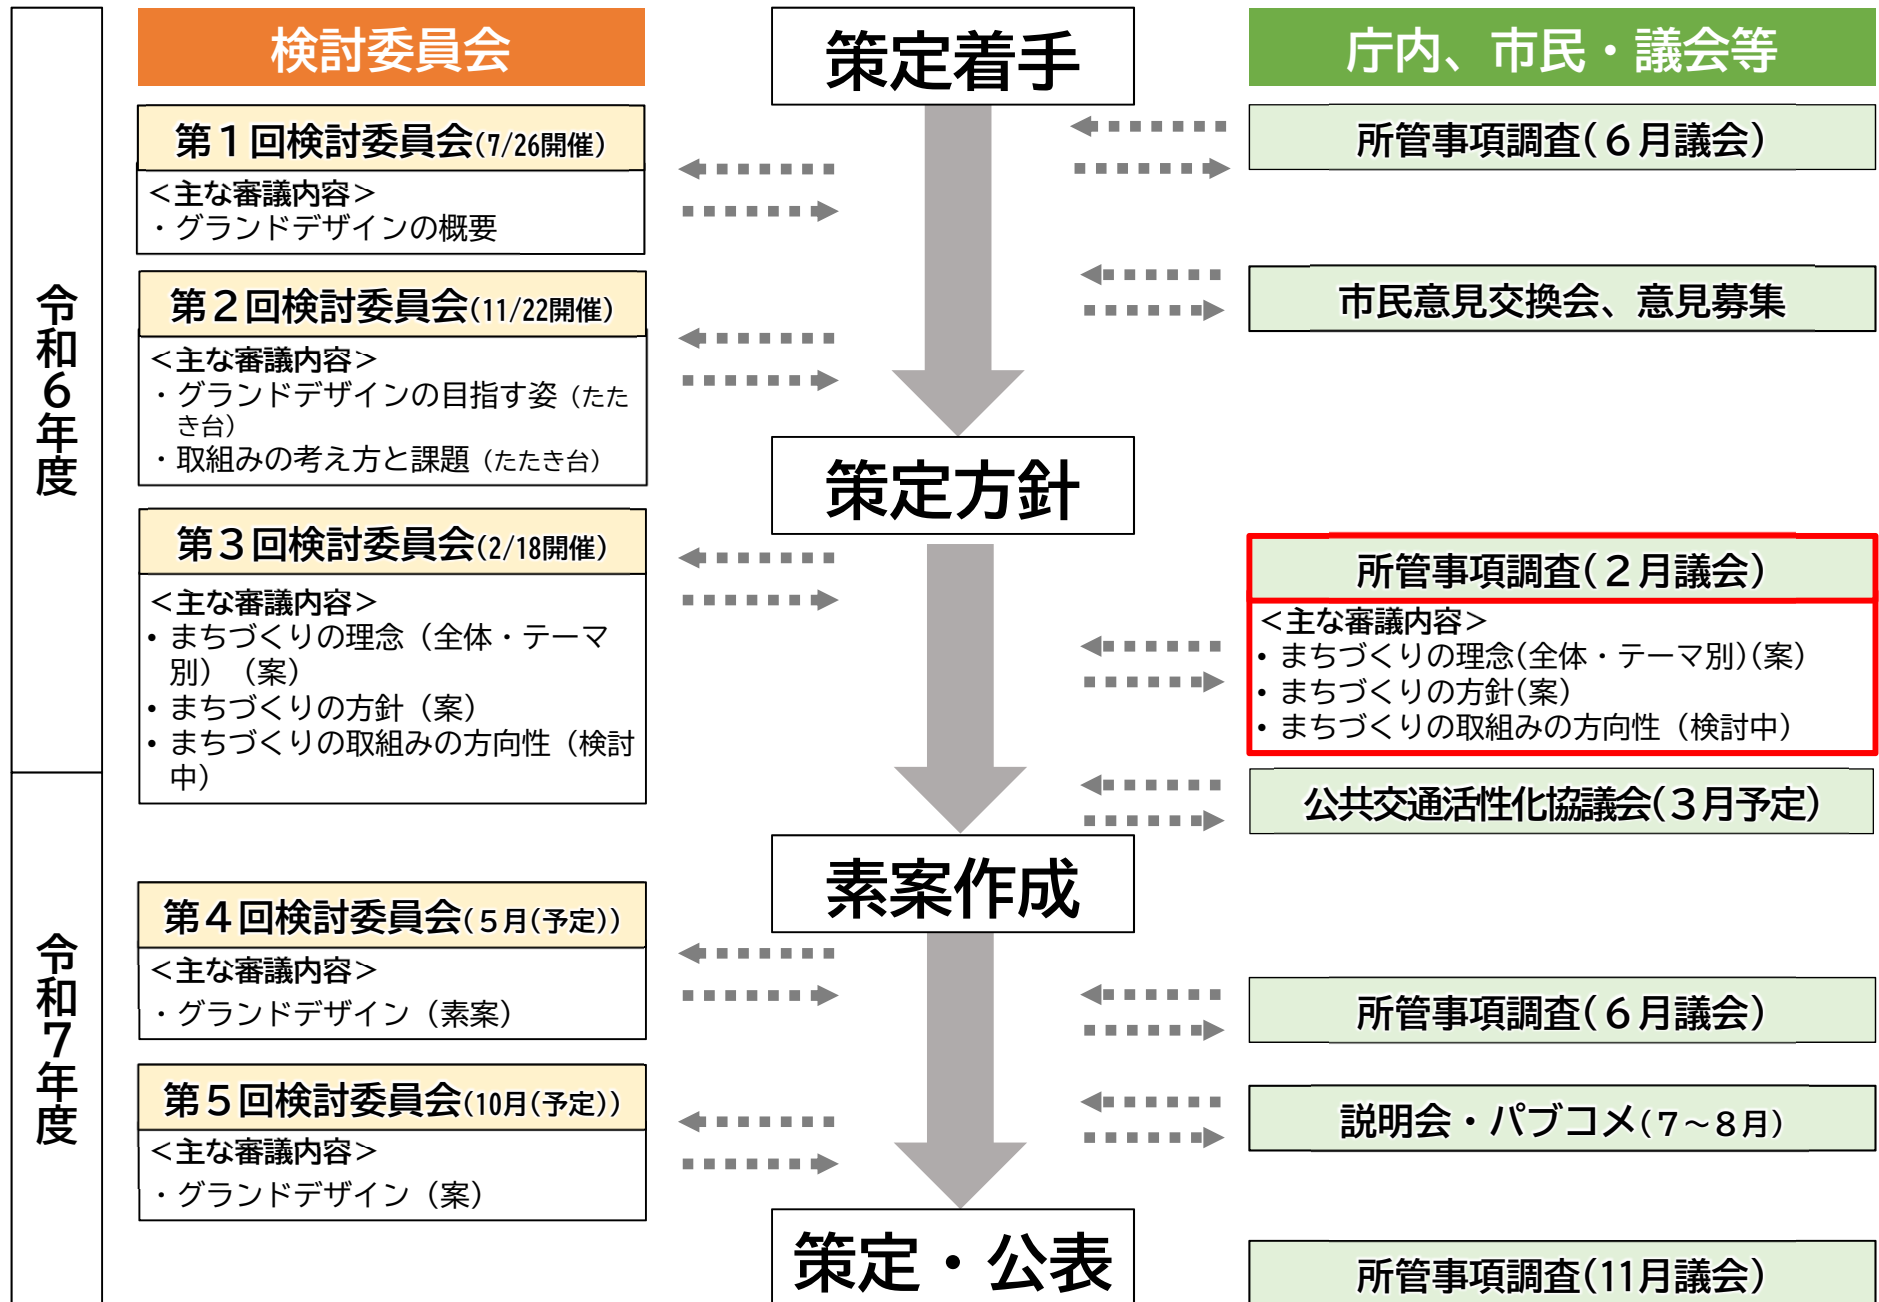 令和6年度
令和7年度
検討委員会
第1回検討委員会(7/26開催)
<主な審議内容>
・グランドデザインの概要
第2回検討委員会(11/22開催)
<主な審議内容>
・グランドデザインの目指す姿（たた
き台）
・取組みの考え方と課題（たたき台）
第3回検討委員会(2/18開催)
<主な審議内容>
• まちづくりの理念（全体・テーマ
別）（案）
• まちづくりの方針（案）
• まちづくりの取組みの方向性（検討
中）
第4回検討委員会(5月(予定))
<主な審議内容>
・グランドデザイン（素案）
第5回検討委員会(10月(予定))
<主な審議内容>
・グランドデザイン（案）
策定着手
策定方針
素案作成
策定・公表
庁内、市民・議会等
所管事項調査(6月議会)
市民意見交換会、意見募集
所管事項調査(2月議会)
<主な審議内容>
• まちづくりの理念(全体・テーマ別)(案)
• まちづくりの方針(案)
• まちづくりの取組みの方向性（検討中）
公共交通活性化協議会(3月予定)
所管事項調査(6月議会)
説明会・パブコメ(7～8月)
所管事項調査(11月議会)